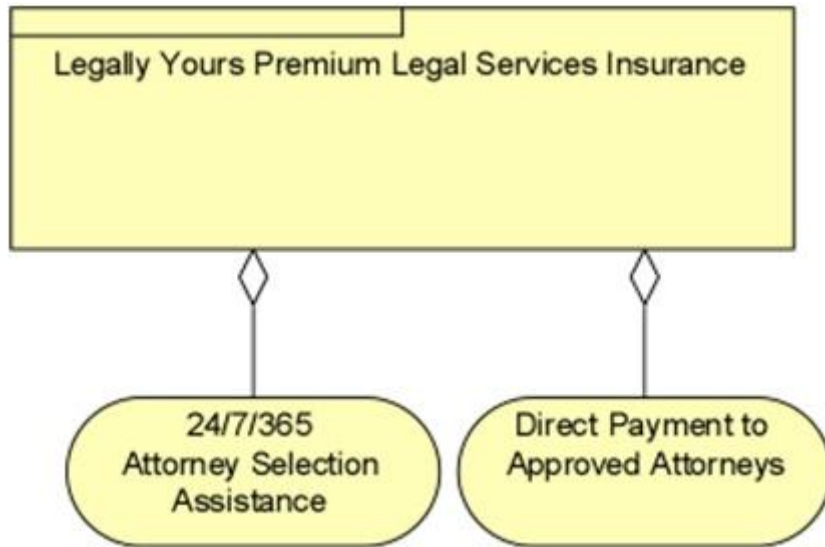 Legally Yours Premium Legal Services Insurance
24/7/365
Attorney Selection
Assistance
Direct Payment to
Approved Attorneys